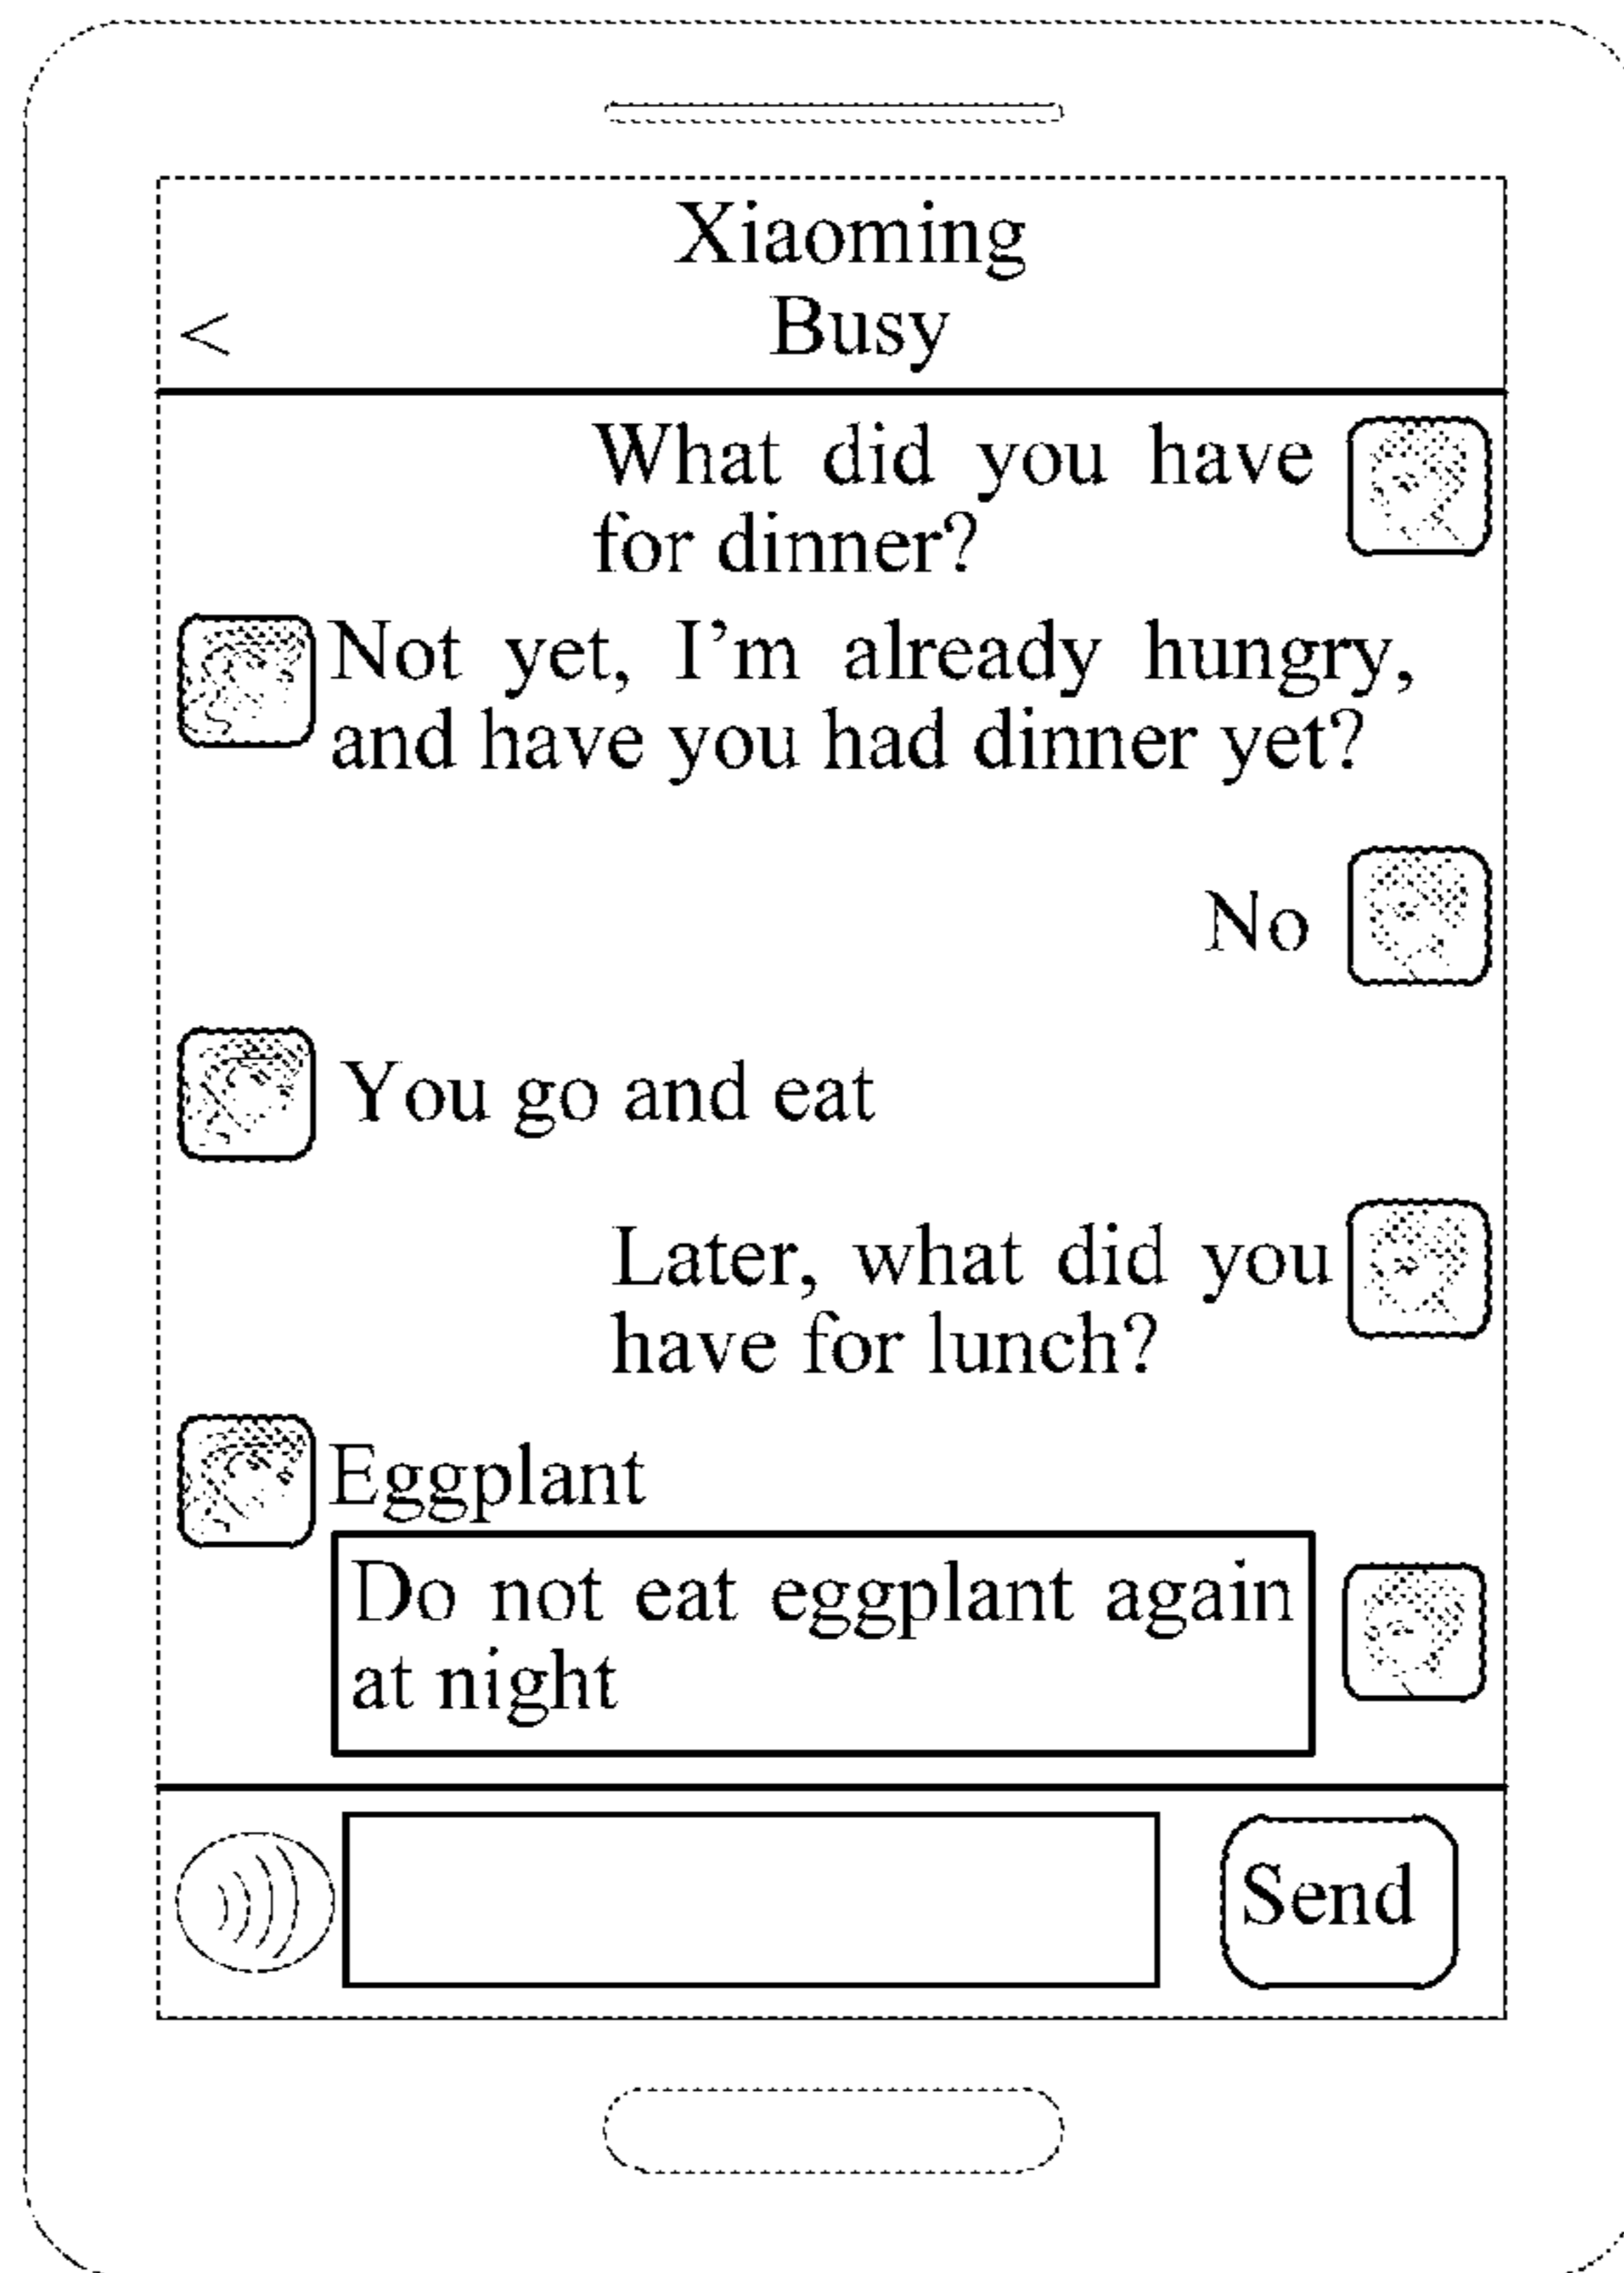 Xiaoming
Busy
<
What did you have
for dinner?
Not yet, I'm already hungry,
and have you had dinner yet?
No
You go and eat
Later, what did you
have for lunch?
Eggplant
Do not eat eggplant again
at night
Send